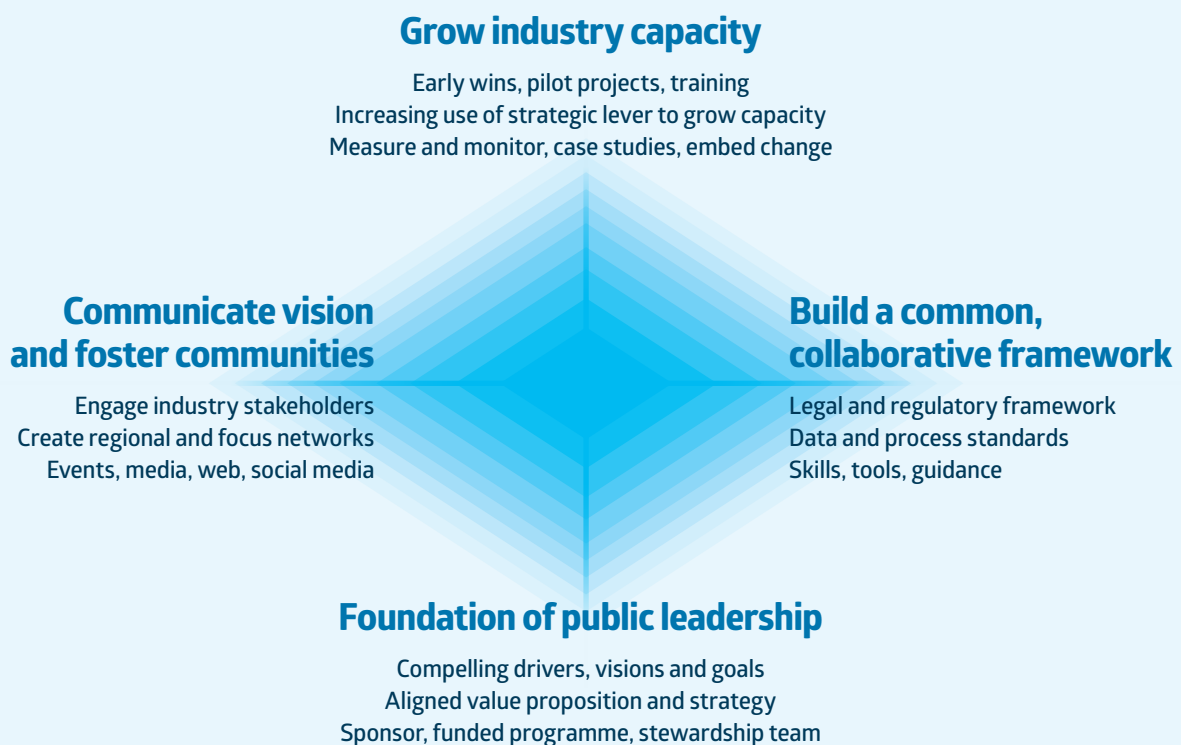 Grow industry capacity
Early wins, pilot projects, training
Increasing use of strategic lever to grow capacity
Measure and monitor, case studies, embed change
Communicate vision
and foster communities
Engage industry stakeholders
Create regional and focus networks
Events, media, web, social media
Build a common,
collaborative framework
Legal and regulatory framework
Data and process standards
Skills, tools, guidance
Foundation of public leadership
Compelling drivers, visions and goals
Aligned value proposition and strategy
Sponsor, funded programme, stewardship team